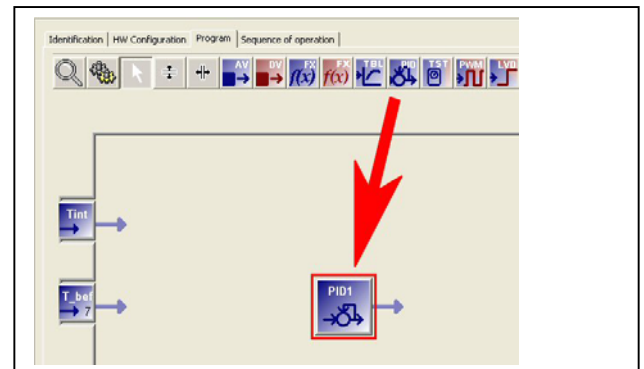 Identification | HW Configuration | Program | Sequence of operation
AV DV FX FX TBL PID TST PWM LVD
f(x) f(x)
Tint
T_bef
7
PID1